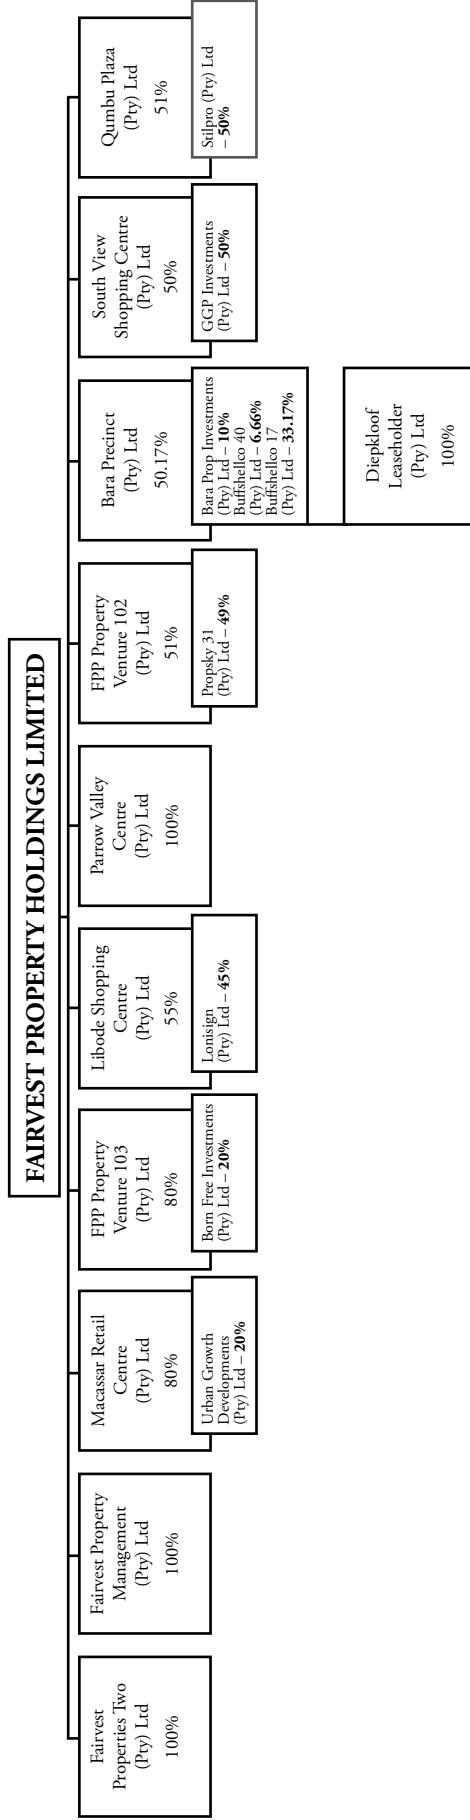 FAIRVEST PROPERTY HOLDINGS LIMITED
Fairvest
Properties Two
(Pty) Ltd
100%
Fairvest Property
Management
(Pty) Ltd
100%
Macassar Retail
Centre
(Pty) Ltd
80%
Urban Growth
Developments
(Pty) Ltd – 20%
FPP Property
Venture 103
(Pty) Ltd
80%
Born Free Investments
(Pty) Ltd – 20%
Libode Shopping
Centre
(Pty) Ltd
55%
Lonisign
(Pty) Ltd – 45%
Parrow Valley
Centre
(Pty) Ltd
100%
FPP Property
Venture 102
(Pty) Ltd
51%
Propsky 31
(Pty) Ltd – 49%
Bara Precinct
(Pty) Ltd
50.17%
Bara Prop Investments
(Pty) Ltd – 10%
Buffshellco 40
(Pty) Ltd – 6.66%
Buffshellco 17
(Pty) Ltd – 33.17%
Diepkloof
Leaseholder
(Pty) Ltd
100%
South View
Shopping Centre
(Pty) Ltd
50%
GGP Investments
(Pty) Ltd – 50%
Qumbu Plaza
(Pty) Ltd
51%
Stilpro (Pty) Ltd
– 50%